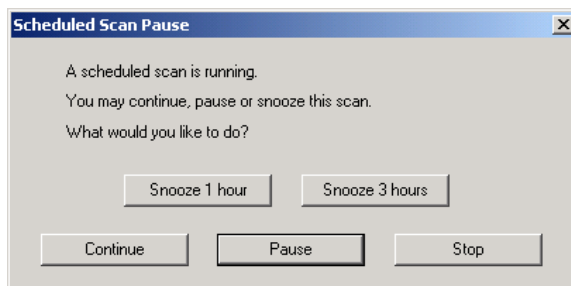 Scheduled Scan Pause
A scheduled scan is running.
You may continue, pause or snooze this scan.
What would you like to do?
Snooze 1 hour
Snooze 3 hours
Continue
Pause
Stop